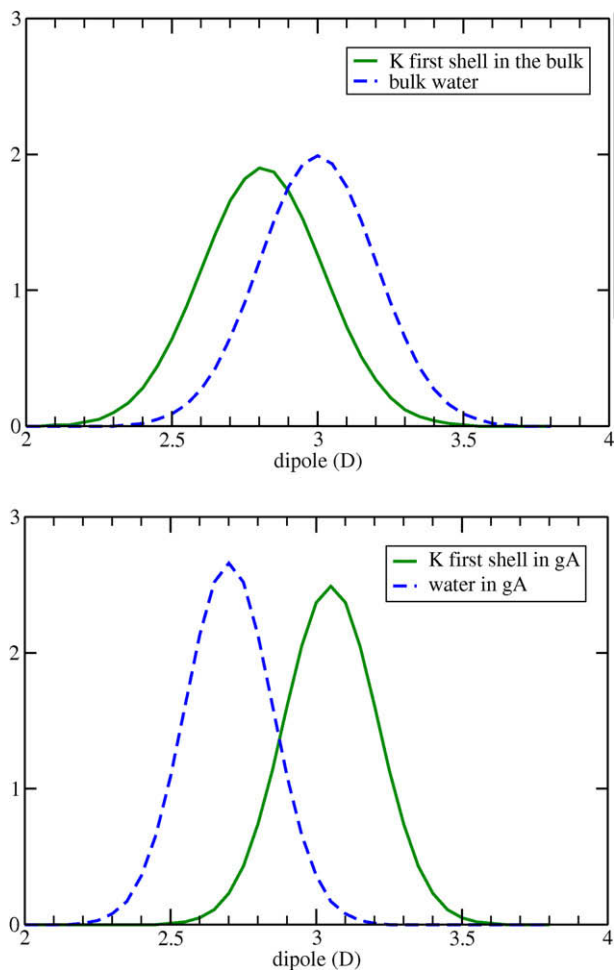 3
K first shell in the bulk
bulk water
2
1
0
2 2.5 3 3.5 4
dipole (D)
3
K first shell in gA
water in gA
2
1
0
2 2.5 3 3.5 4
dipole (D)